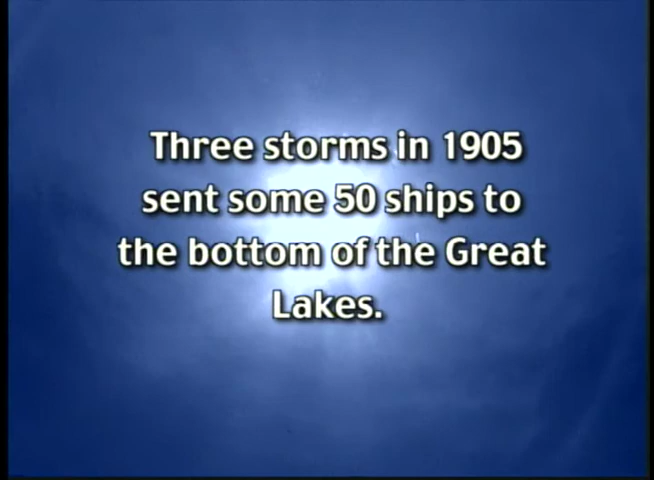 Three storms in 1905
sent some 50 ships to
the bottom of the Great
Lakes.